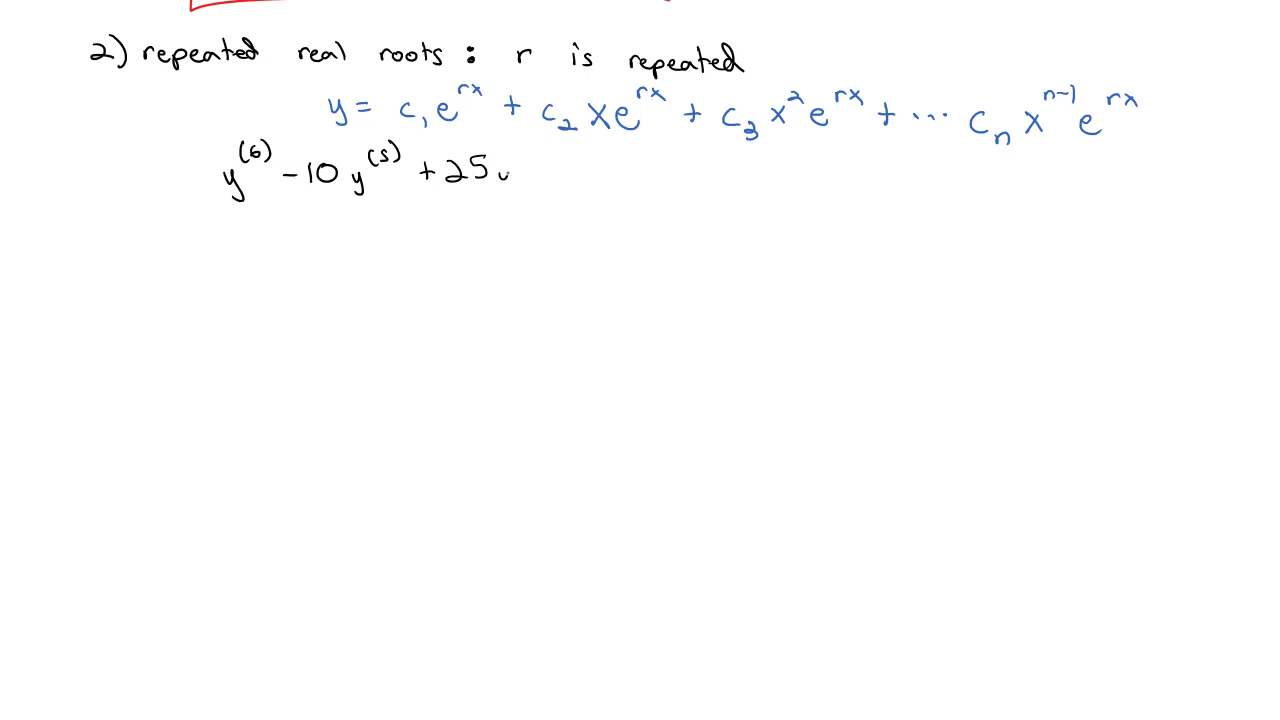 2) repeated real roots: r is repeated
y = c₁e^{rx} + c₂xe^{rx} + c₃x²e^{rx} + ... cₙx^{n-1}e^{rx}
y^{(6)} - 10y^{(5)} + 25